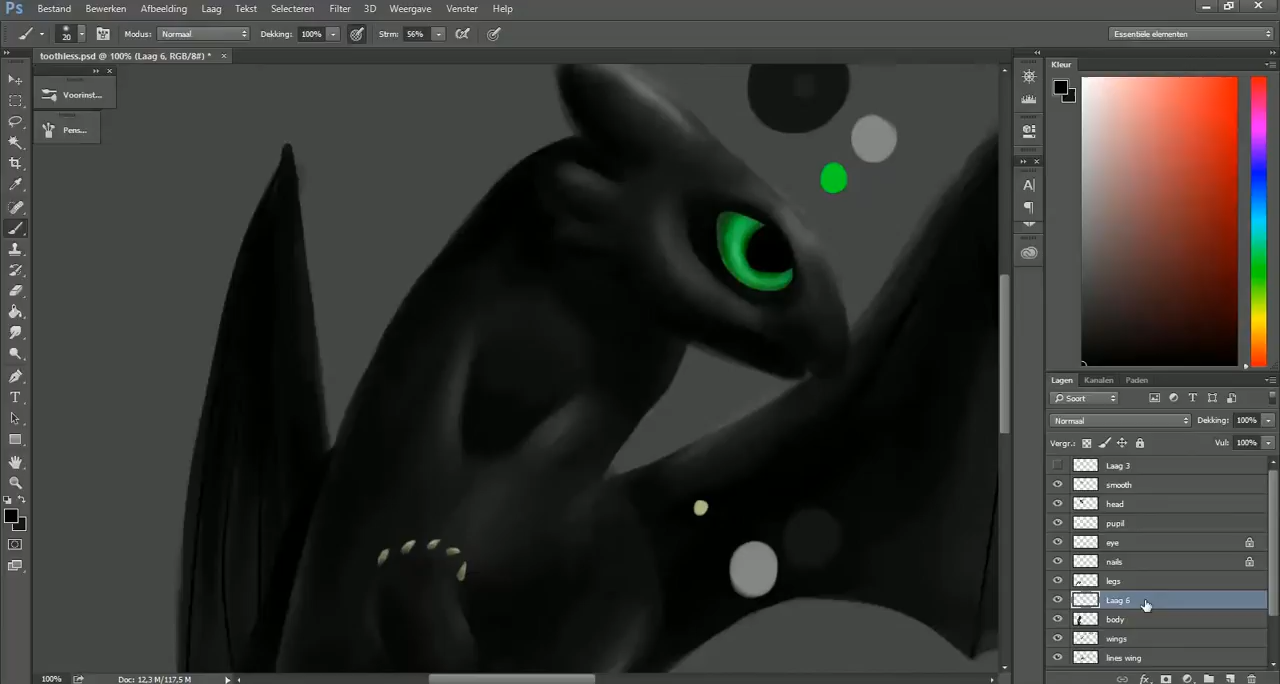 Ps Bestand Bewerken Afbeelding Laag Tekst Selecteren Filter 3D Weergave Venster Help
20 Modus: Normaal Dekking: 100% Strm: 56% Essentiële elementen
toothless.psd @ 100% (Laag 6, RGB/8#) *
Voorinst...
Pens...
Kleur
Lagen Kanalen Paden
Soort
Normaal Dekking: 100%
Vergr.: Vul: 100%
Laag 3
smooth
head
pupil
eye
nails
legs
Laag 6
body
wings
lines wing
100% Doc: 12,3 M/117,5 M